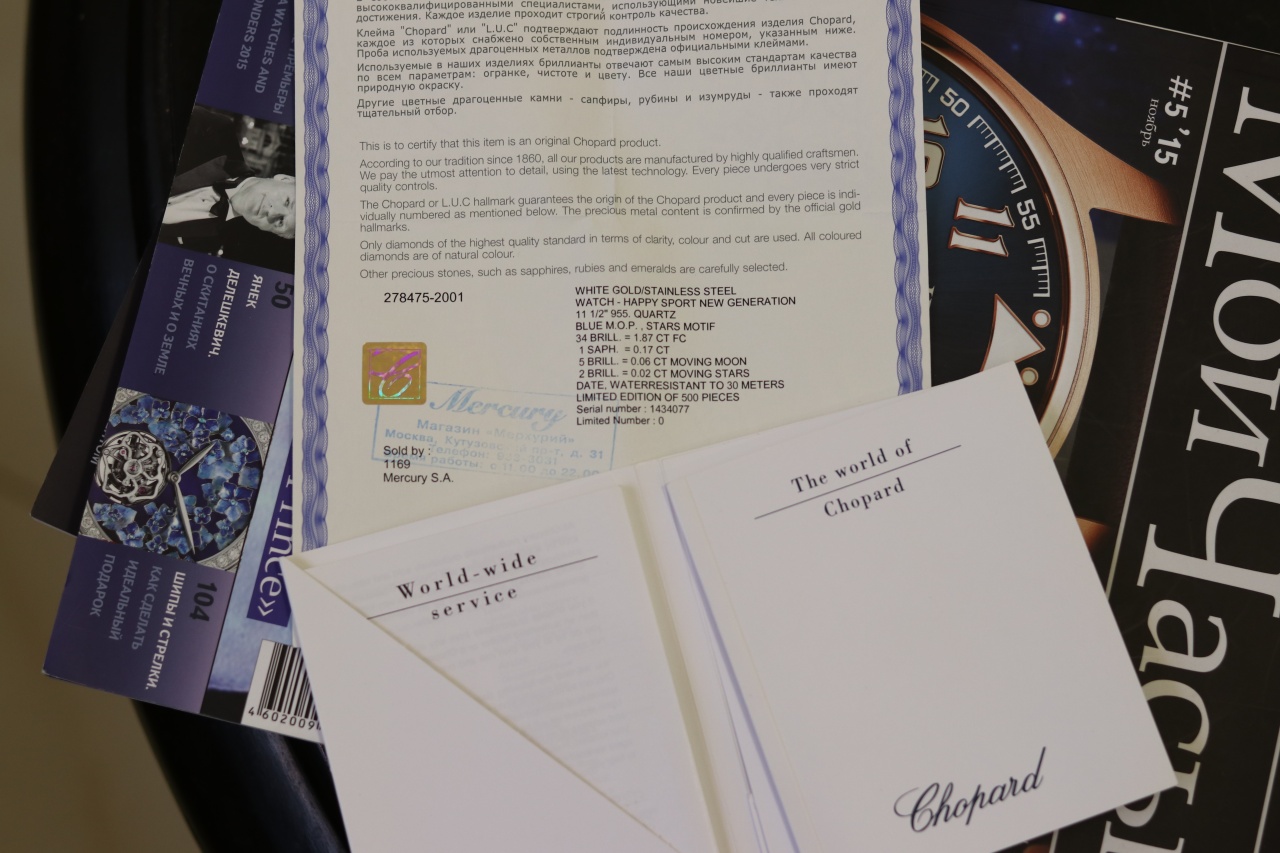 высококвалифицированными специалистами, использующими новейшие
достижения. Каждое изделие проходит строгий контроль качества.
Клейма "Chopard" или "L.U.C" подтверждают подлинность происхождения изделия Chopard,
каждое из которых снабжено собственным индивидуальным номером, указанным ниже.
Проба используемых драгоценных металлов подтверждена официальными клеймами.
Используемые в наших изделиях бриллианты отвечают самым высоким стандартам качества
по всем параметрам: огранке, чистоте и цвету. Все наши цветные бриллианты имеют
природную окраску.
Другие цветные драгоценные камни - сапфиры, рубины и изумруды - также проходят
тщательный отбор.
This is to certify that this item is an original Chopard product.
According to our tradition since 1860, all our products are manufactured by highly qualified craftsmen.
We pay the utmost attention to detail, using the latest technology. Every piece undergoes very strict
quality controls.
The Chopard or L.U.C hallmark guarantees the origin of the Chopard product and every piece is indi-
vidually numbered as mentioned below. The precious metal content is confirmed by the official gold
hallmarks.
Only diamonds of the highest quality standard in terms of clarity, colour and cut are used. All coloured
diamonds are of natural colour.
Other precious stones, such as sapphires, rubies and emeralds are carefully selected.
278475-2001
WHITE GOLD/STAINLESS STEEL
WATCH - HAPPY SPORT NEW GENERATION
11 1/2" 955. QUARTZ
BLUE M.O.P. , STARS MOTIF
34 BRILL. = 1.87 CT FC
1 SAPH. = 0.17 CT
5 BRILL. = 0.06 CT MOVING MOON
2 BRILL. = 0.02 CT MOVING STARS
DATE, WATERRESISTANT TO 30 METERS
LIMITED EDITION OF 500 PIECES
Serial number : 1434077
Limited Number : 0
Mercury
Магазин «Меркурий»
Москва, Кутузовский пр-т, д. 31
Sold by :
1169
Mercury S.A.
World-wide
service
The world of
Chopard
Chopard
WATCHES AND
WONDERS 2015
50
ЯНЕК
ДЕЛЕШКЕВИЧ.
О СКИТАНИЯХ
ВЕЧНЫХ И О ЗЕМЛЕ
104
ШИПЫ И СТРЕЛКИ.
КАК СДЕЛАТЬ
ИДЕАЛЬНЫЙ
ПОДАРОК
Prince»
4 602009
#5'15
ноябрь
Мои Часы
50
55
10
11